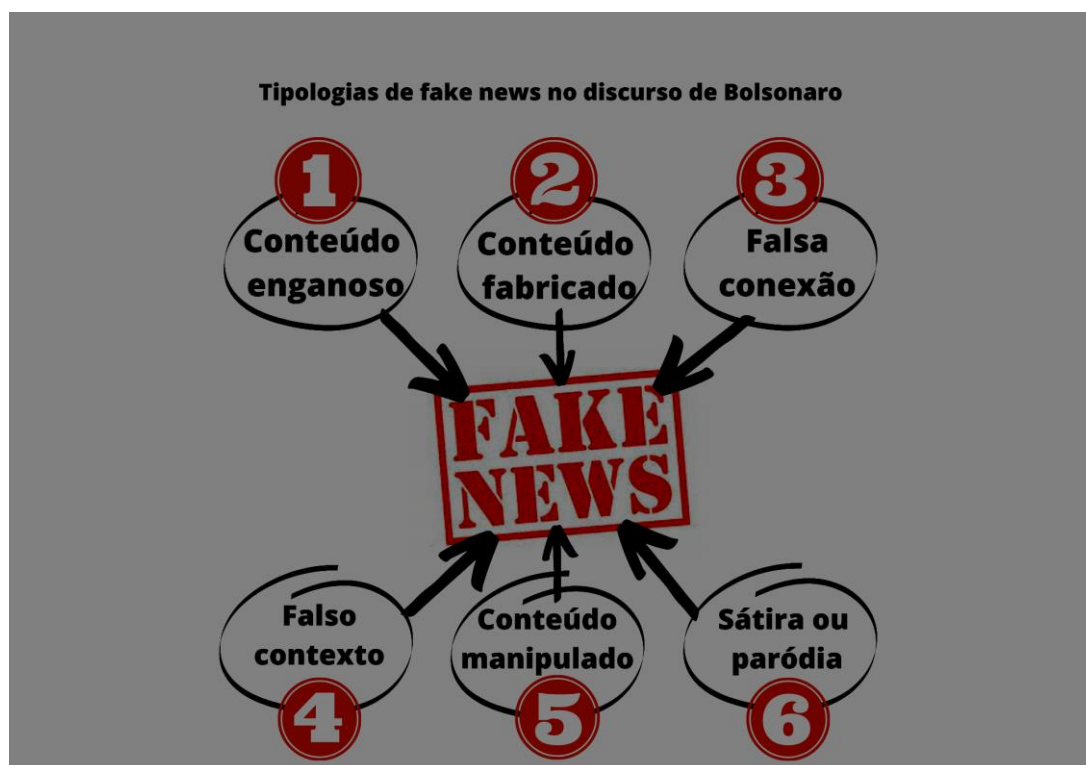 Tipologias de fake news no discurso de Bolsonaro
1
Conteúdo
enganoso
2
Conteúdo
fabricado
3
Falsa
conexão
FAKE
NEWS
Falso
contexto
4
Conteúdo
manipulado
5
Sátira ou
paródia
6